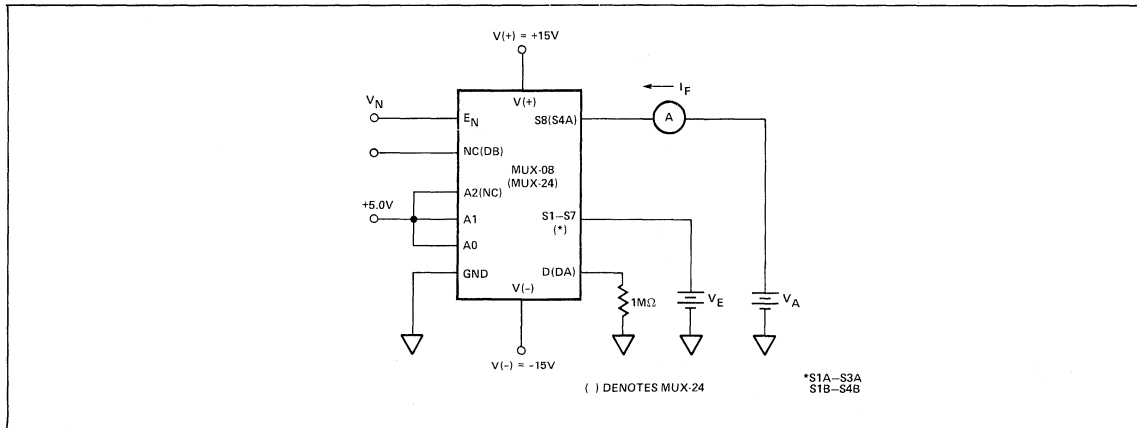 V(+) = +15V
V(+)
V_N
E_N
NC(DB)
A2(NC)
+5.0V
A1
A0
GND
MUX-08
(MUX-24)
S8(S4A)
S1–S7
(*)
D(DA)
V(–)
I_F
A
1MΩ
V_E
V_A
V(–) = -15V
( ) DENOTES MUX-24
*S1A–S3A
S1B–S4B